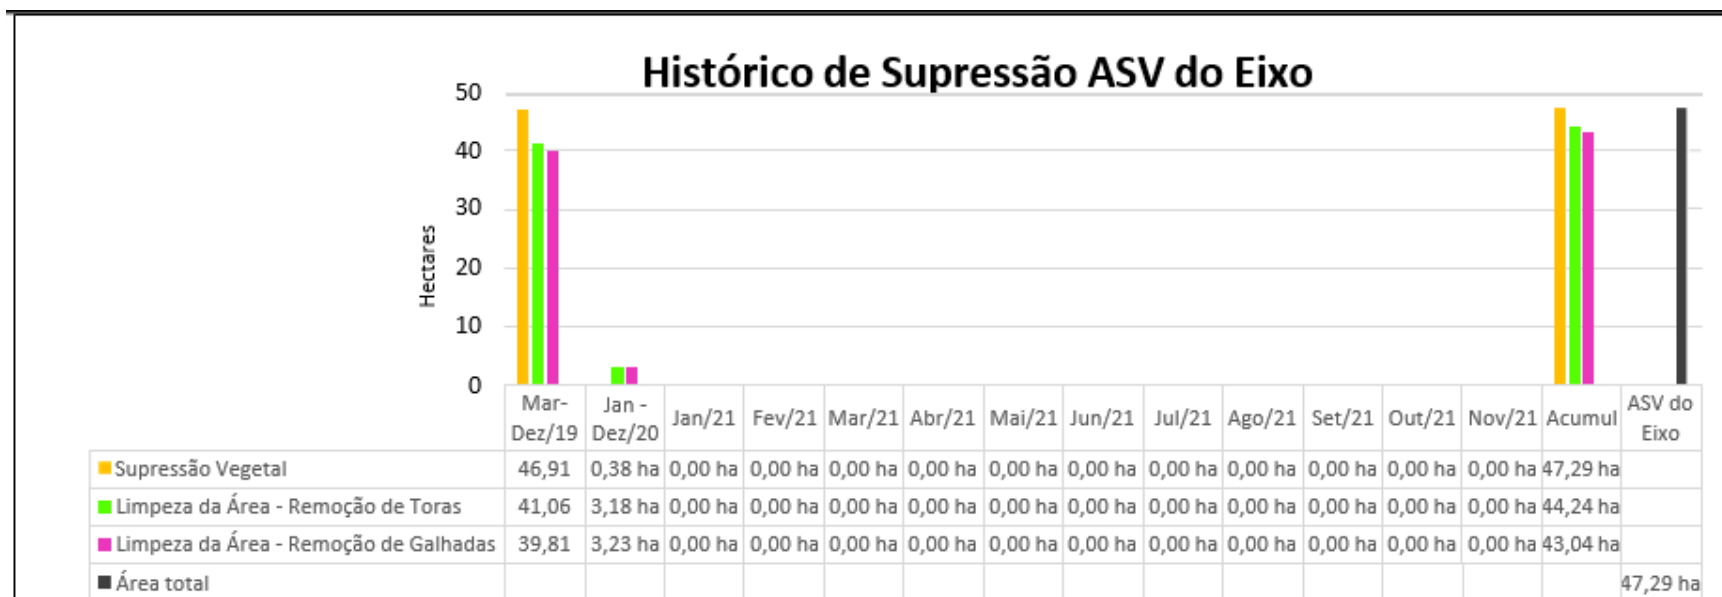 Histórico de Supressão ASV do Eixo
50
40
30
20
10
0
Hectares
Mar-Dez/19 Jan - Dez/20 Jan/21 Fev/21 Mar/21 Abr/21 Mai/21 Jun/21 Jul/21 Ago/21 Set/21 Out/21 Nov/21 Acumul ASV do Eixo
Supressão Vegetal 46,91 0,38 ha 0,00 ha 0,00 ha 0,00 ha 0,00 ha 0,00 ha 0,00 ha 0,00 ha 0,00 ha 0,00 ha 0,00 ha 0,00 ha 47,29 ha
Limpeza da Área - Remoção de Toras 41,06 3,18 ha 0,00 ha 0,00 ha 0,00 ha 0,00 ha 0,00 ha 0,00 ha 0,00 ha 0,00 ha 0,00 ha 0,00 ha 0,00 ha 44,24 ha
Limpeza da Área - Remoção de Galhadas 39,81 3,23 ha 0,00 ha 0,00 ha 0,00 ha 0,00 ha 0,00 ha 0,00 ha 0,00 ha 0,00 ha 0,00 ha 0,00 ha 0,00 ha 43,04 ha
Área total 47,29 ha